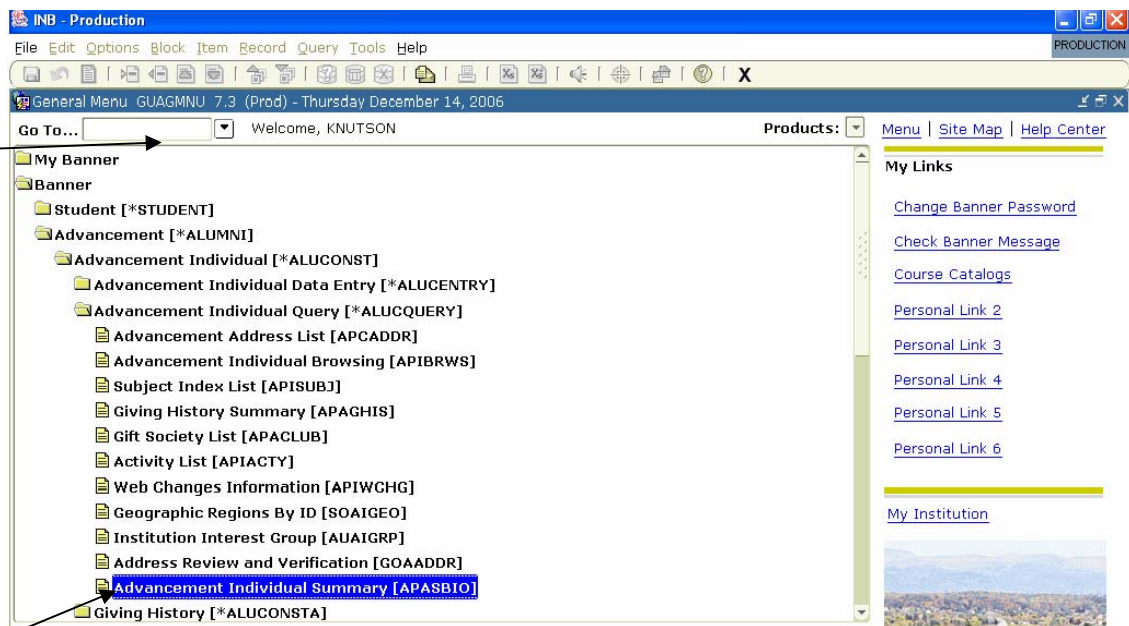 INB - Production
File Edit Options Block Item Record Query Tools Help
PRODUCTION
X
General Menu GUAGMNU 7.3 (Prod) - Thursday December 14, 2006
Go To... Welcome, KNUTSON Products: Menu | Site Map | Help Center
My Banner
Banner
Student [*STUDENT]
Advancement [*ALUMNI]
Advancement Individual [*ALUCONST]
Advancement Individual Data Entry [*ALUCENTRY]
Advancement Individual Query [*ALUCQUERY]
Advancement Address List [APCADDR]
Advancement Individual Browsing [APIBRWS]
Subject Index List [APISUBJ]
Giving History Summary [APAGHIS]
Gift Society List [APACLUB]
Activity List [APIACTY]
Web Changes Information [APIWCHG]
Geographic Regions By ID [SOAIGEO]
Institution Interest Group [AUAIGRP]
Address Review and Verification [GOAADDR]
Advancement Individual Summary [APASBIO]
Giving History [*ALUCONSTA]
My Links
Change Banner Password
Check Banner Message
Course Catalogs
Personal Link 2
Personal Link 3
Personal Link 4
Personal Link 5
Personal Link 6
My Institution